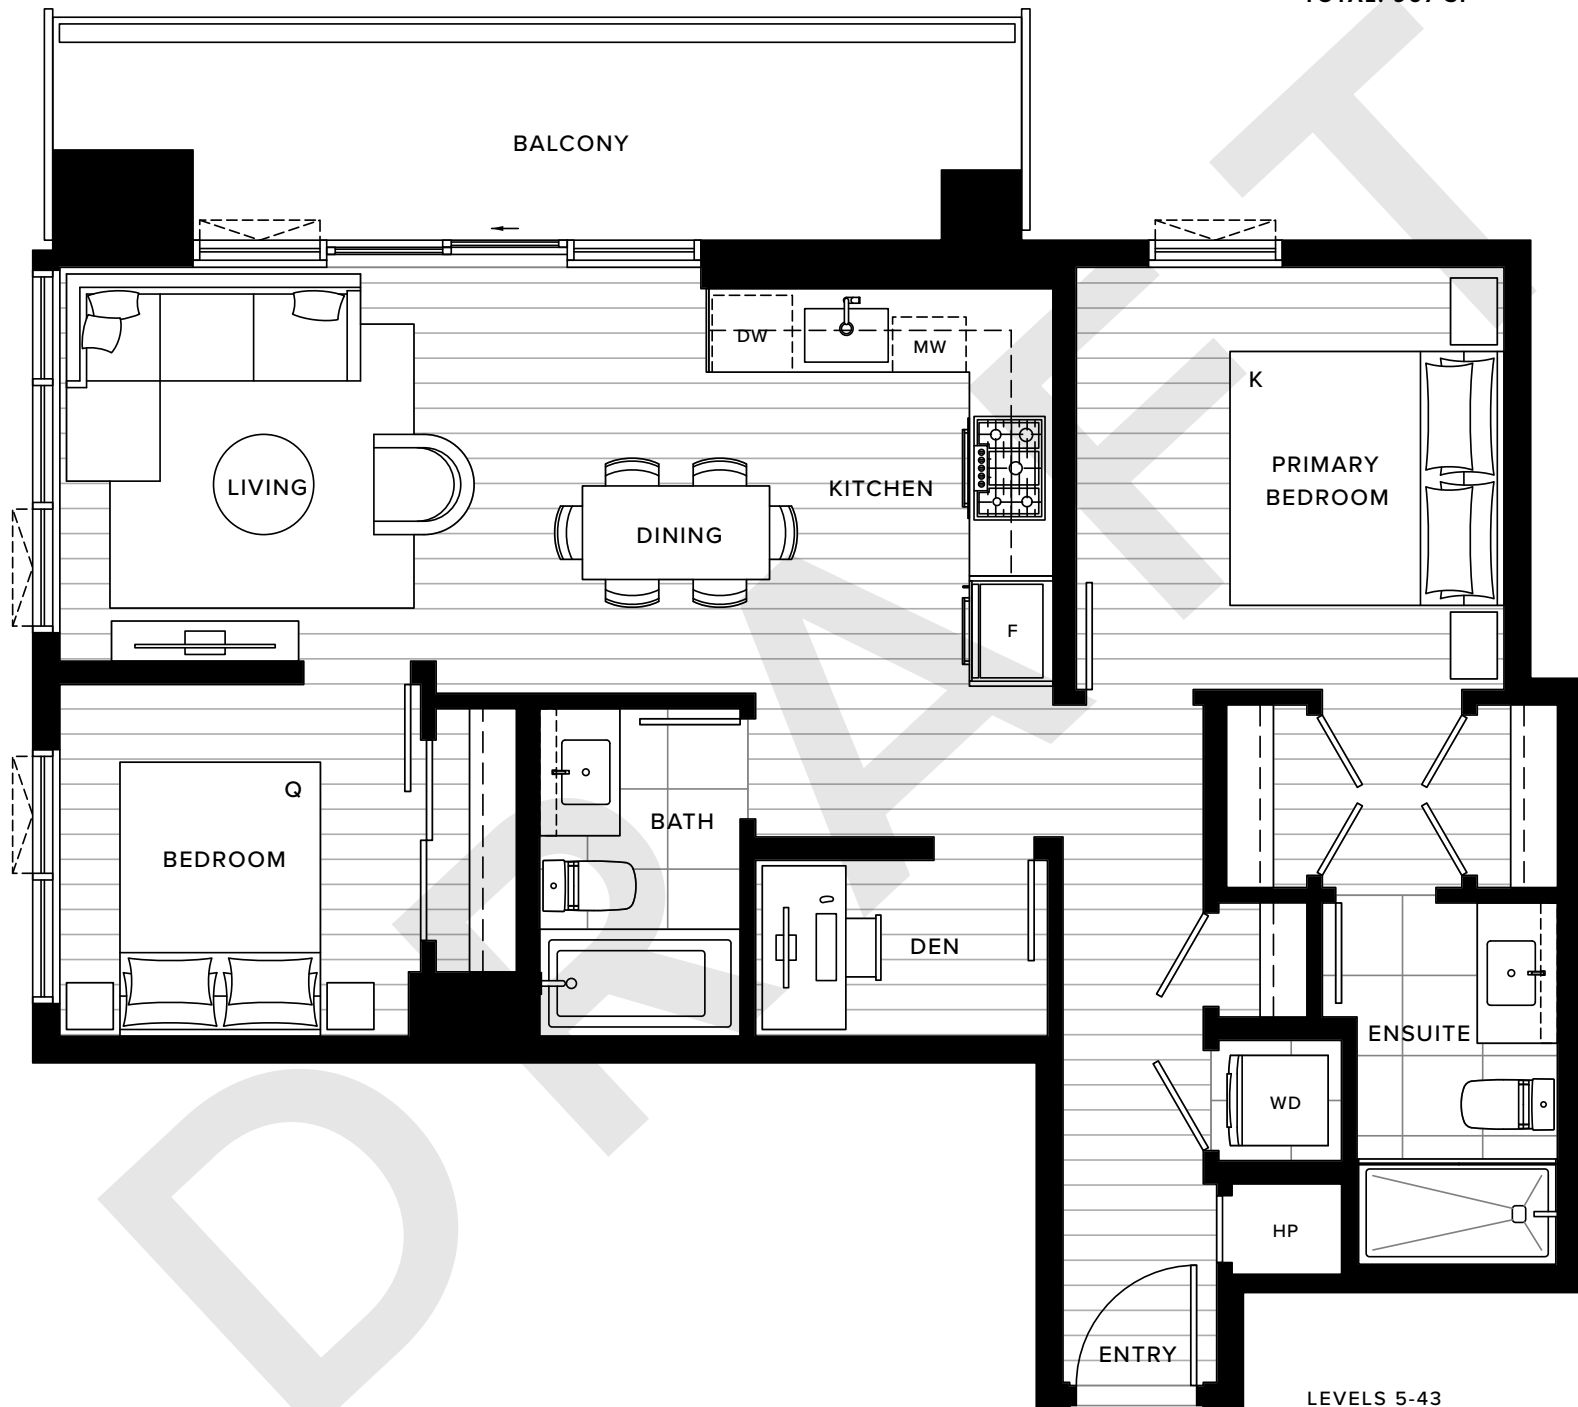 BALCONY
DW
MW
K
LIVING
KITCHEN
PRIMARY
BEDROOM
DINING
F
Q
BATH
BEDROOM
DEN
ENSUITE
WD
HP
ENTRY
LEVELS 5-43
DRAFT